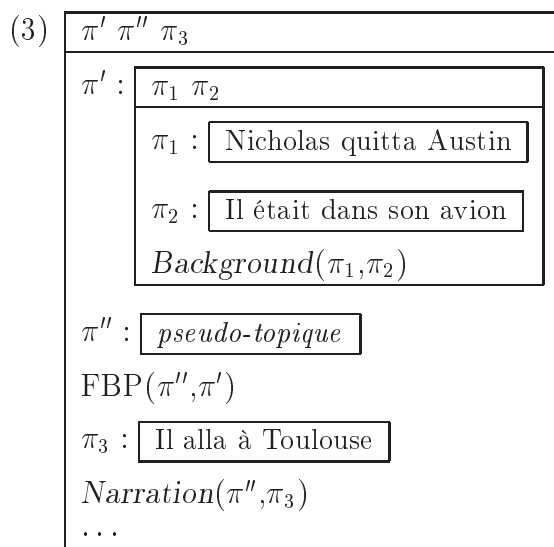 (3) π′ π″ π₃
π′ : π₁ π₂
π₁ : Nicholas quitta Austin
π₂ : Il était dans son avion
Background(π₁,π₂)
π″ : pseudo-topique
FBP(π″,π′)
π₃ : Il alla à Toulouse
Narration(π″,π₃)
...